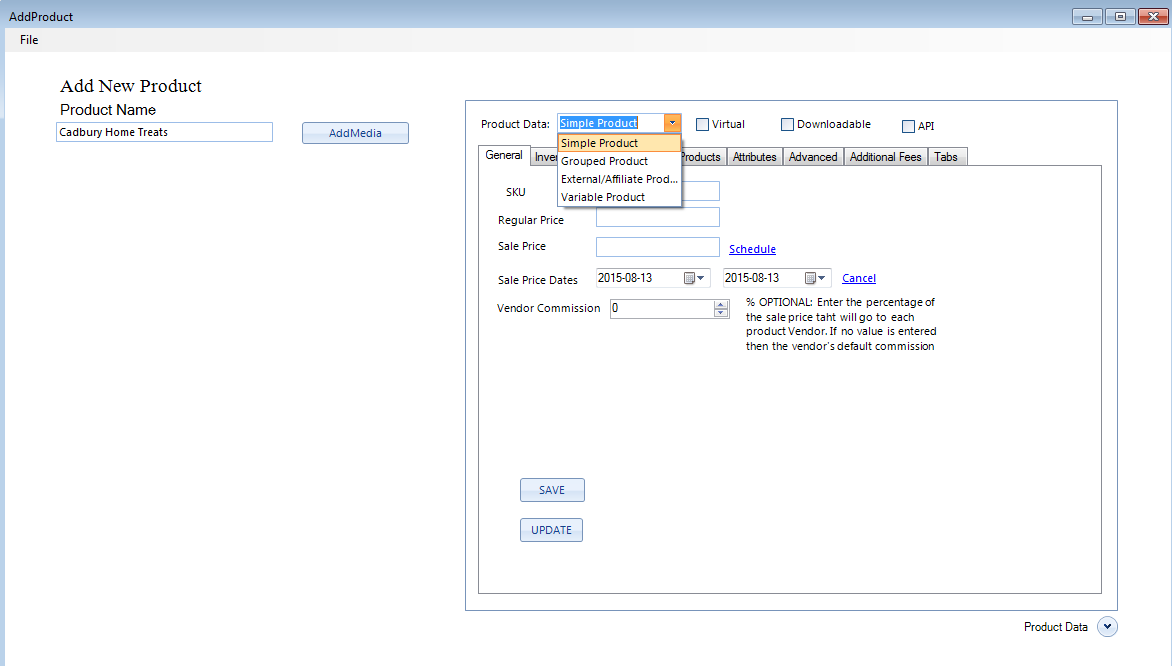 AddProduct
File
Add New Product
Product Name
Cadbury Home Treats
AddMedia
Product Data:
Simple Product
Virtual
Downloadable
API
Simple Product
Grouped Product
External/Affiliate Prod...
Variable Product
General
Inver
Products
Attributes
Advanced
Additional Fees
Tabs
SKU
Regular Price
Sale Price
Schedule
Sale Price Dates
2015-08-13
2015-08-13
Cancel
Vendor Commission
0
% OPTIONAL: Enter the percentage of
the sale price taht will go to each
product Vendor. If no value is entered
then the vendor's default commission
SAVE
UPDATE
Product Data